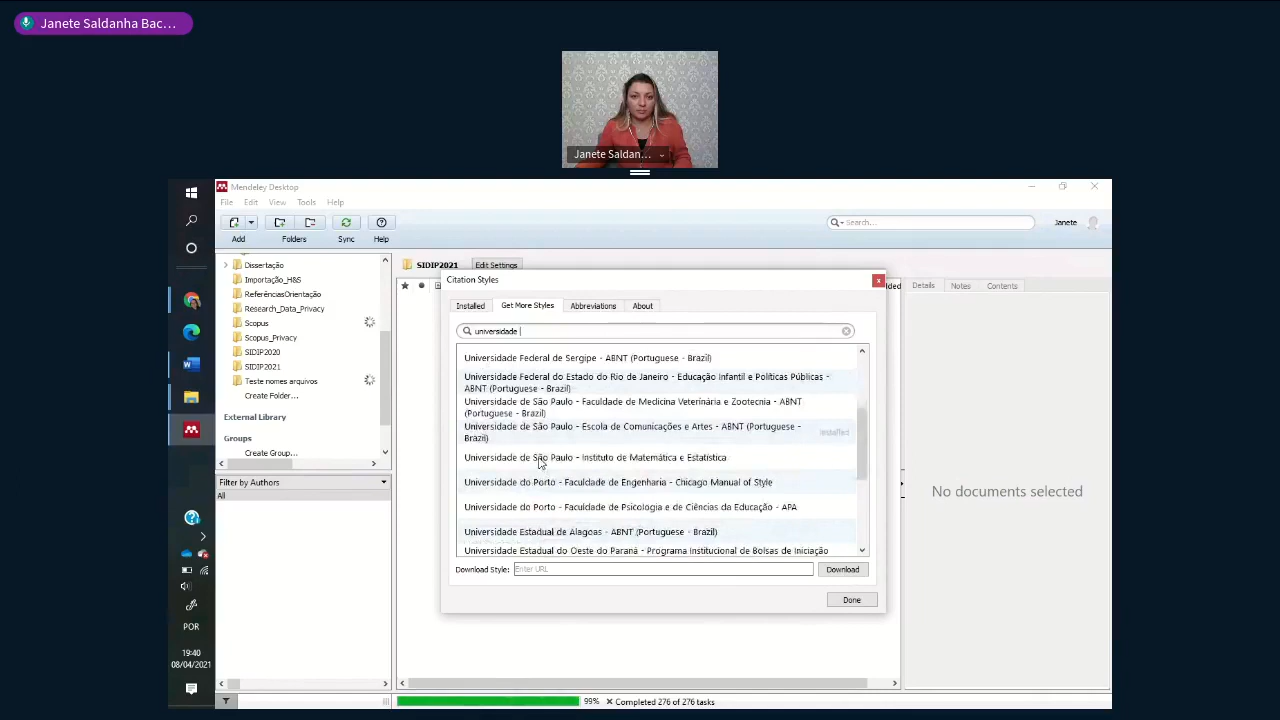 Janete Saldanha Bac...
Janete Saldan...
Mendeley Desktop
File Edit View Tools Help
Search...
Janete
Add Folders Sync Help
Dissertação
Importação_H&S
ReferênciasOrientação
Research_Data_Privacy
Scopus
Scopus_Privacy
SIDIP2020
SIDIP2021
Teste nomes arquivos
Create Folder...
External Library
Groups
Create Group...
Filter by Authors
All
SIDIP2021 Edit Settings
Citation Styles
Installed Get More Styles Abbreviations About
universidade
Universidade Federal de Sergipe - ABNT (Portuguese - Brazil)
Universidade Federal do Estado do Rio de Janeiro - Educação Infantil e Políticas Públicas -
ABNT (Portuguese - Brazil)
Universidade de São Paulo - Faculdade de Medicina Veterinária e Zootecnia - ABNT
(Portuguese - Brazil)
Universidade de São Paulo - Escola de Comunicações e Artes - ABNT (Portuguese -
Brazil)
Installed
Universidade de São Paulo - Instituto de Matemática e Estatística
Universidade do Porto - Faculdade de Engenharia - Chicago Manual of Style
Universidade do Porto - Faculdade de Psicologia e de Ciências da Educação - APA
Universidade Estadual de Alagoas - ABNT (Portuguese - Brazil)
Universidade Estadual do Oeste do Paraná - Programa Institucional de Bolsas de Iniciação
Download Style: Enter URL Download
Done
ded
Details Notes Contents
No documents selected
POR
19:40
08/04/2021
99% Completed 276 of 276 tasks